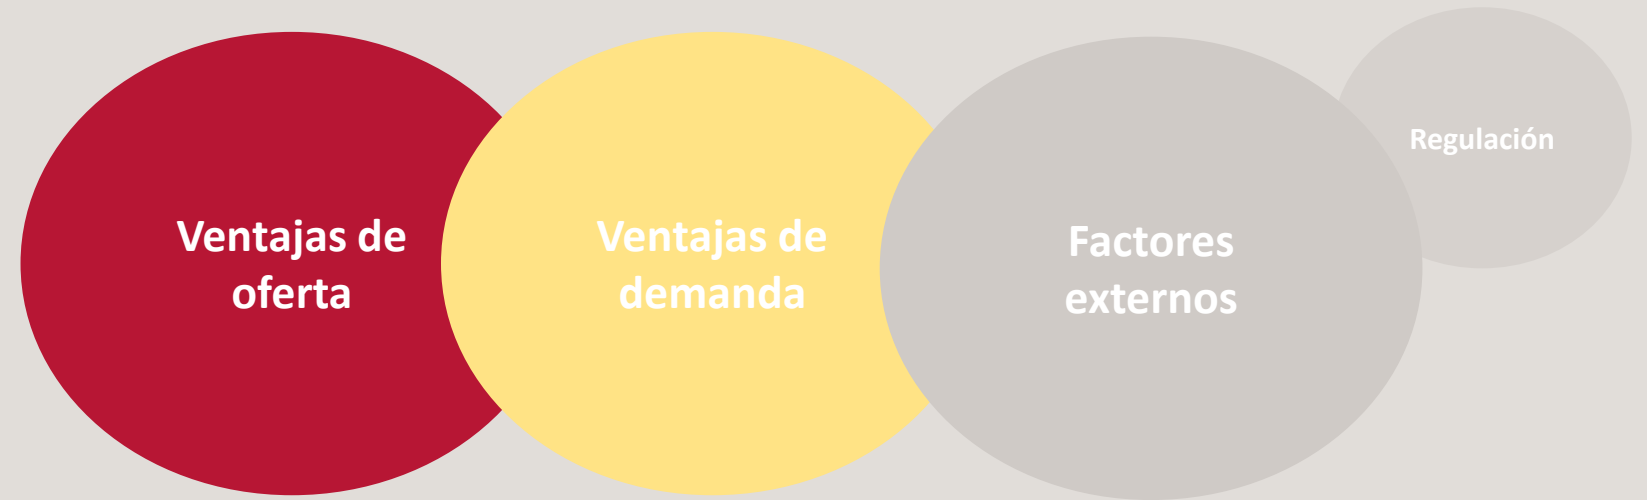 Ventajas de
oferta
Ventajas de
demanda
Factores
externos
Regulación